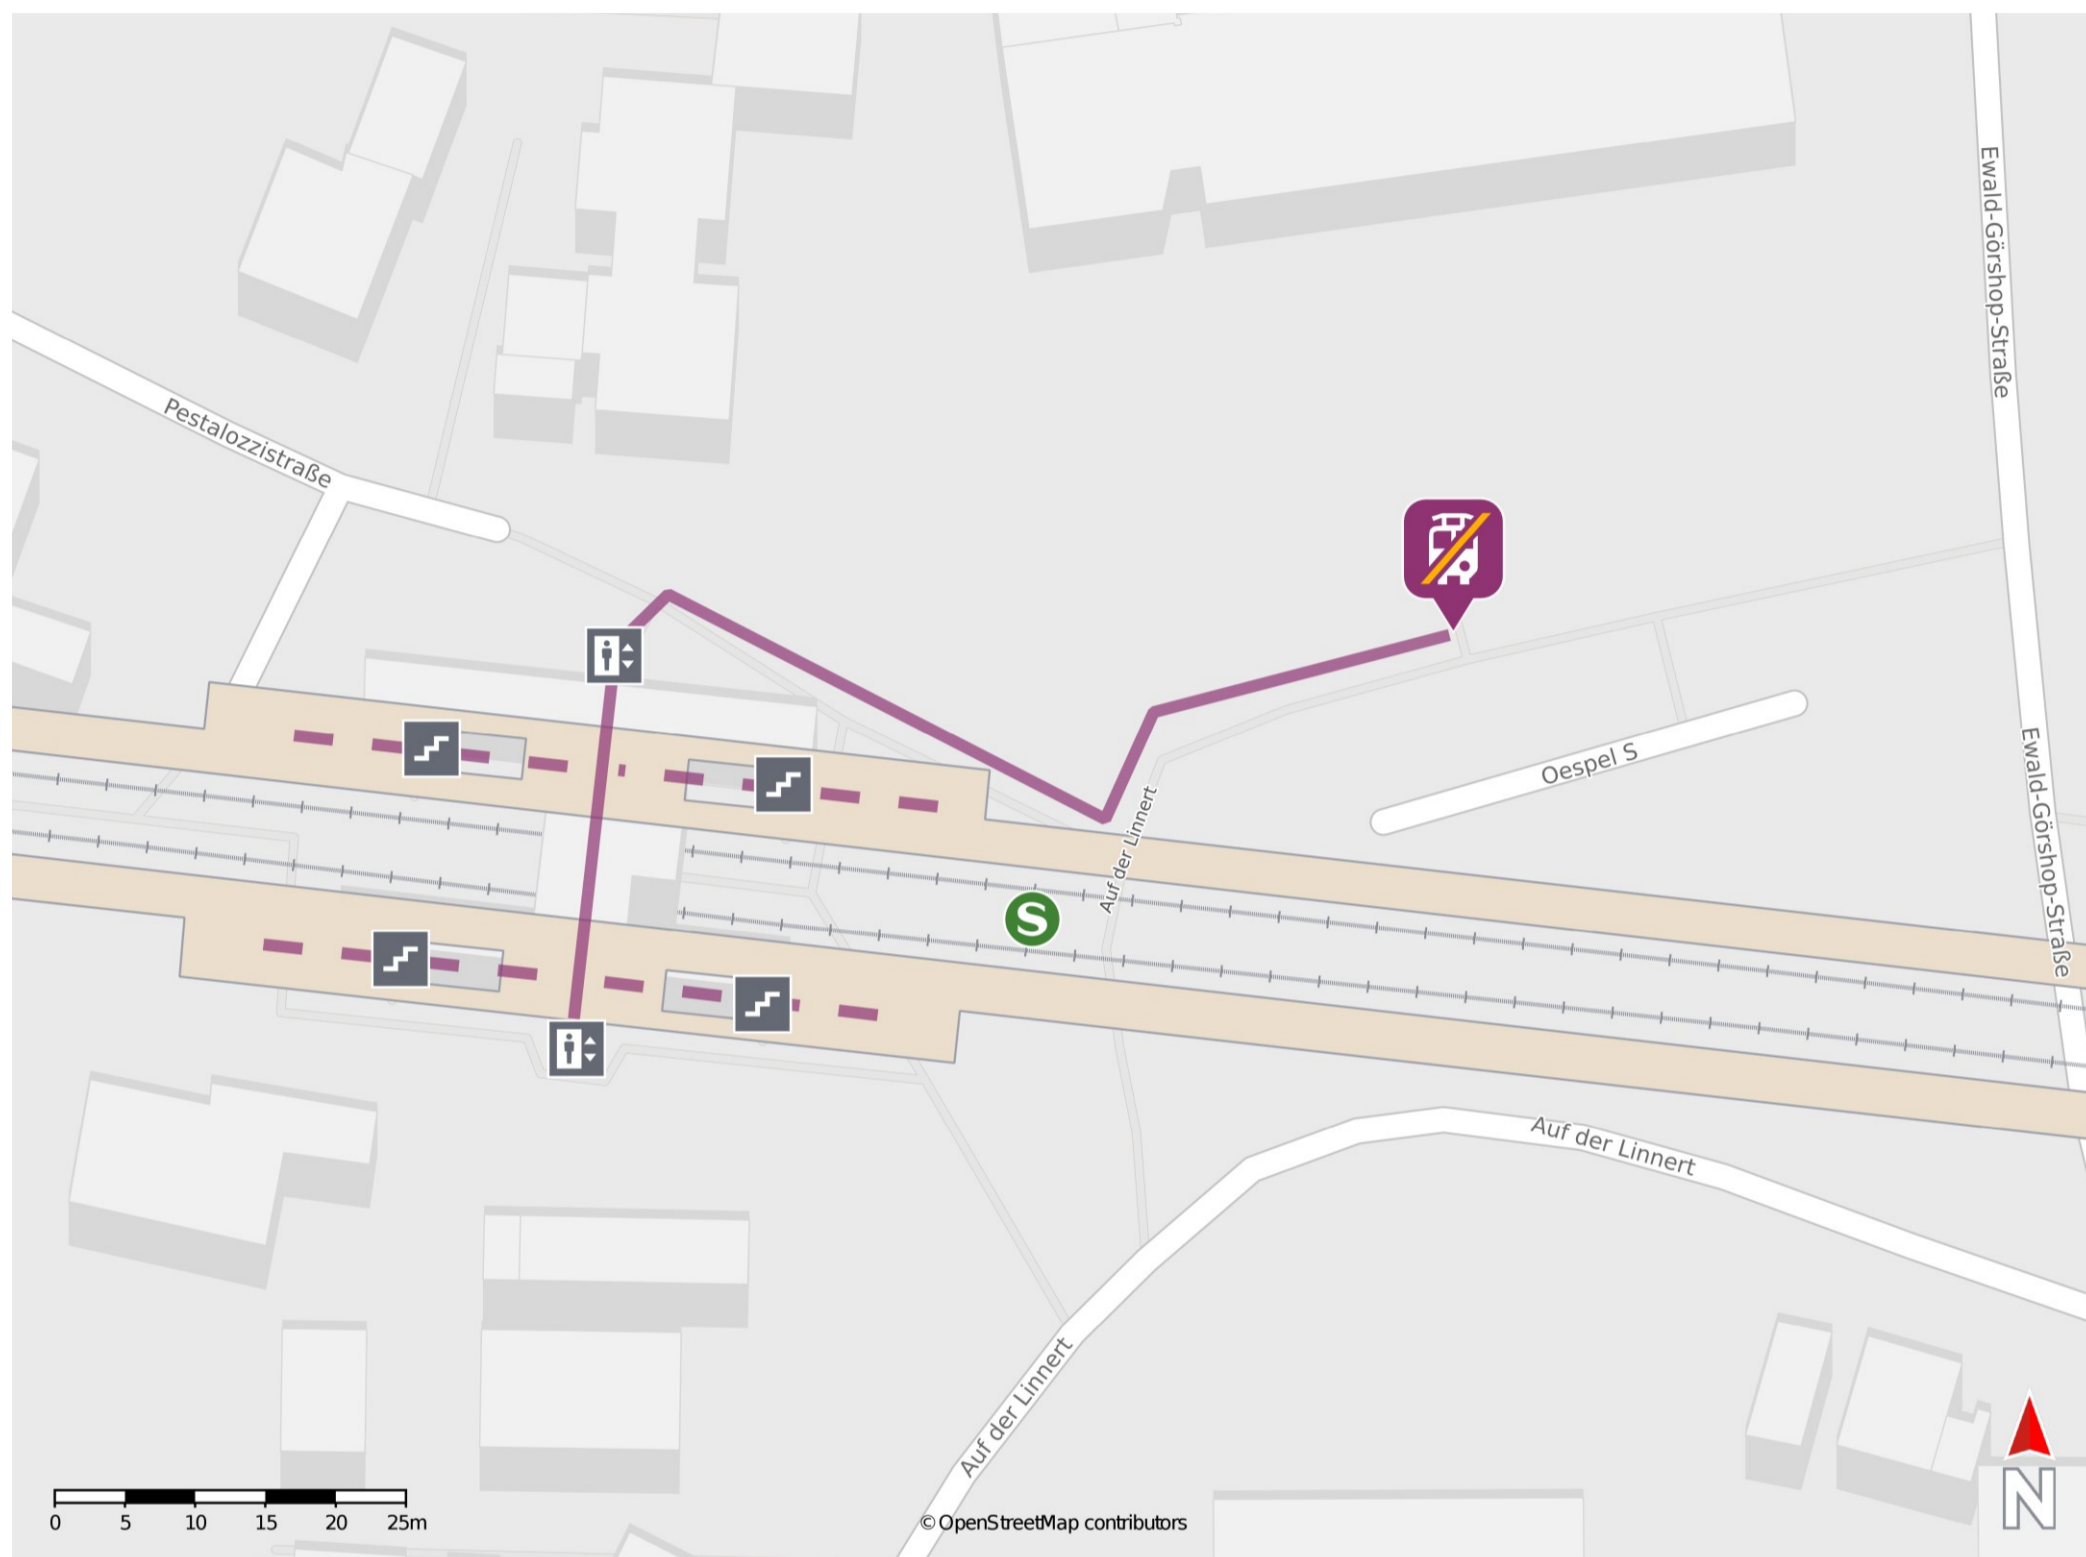 Ewald-Görshop-Straße
Pestalozzistraße
Oespel S
Ewald-Görshop-Straße
Auf der Linnert
S
Auf der Linnert
Auf der Linnert
N
0 5 10 15 20 25m
© OpenStreetMap contributors